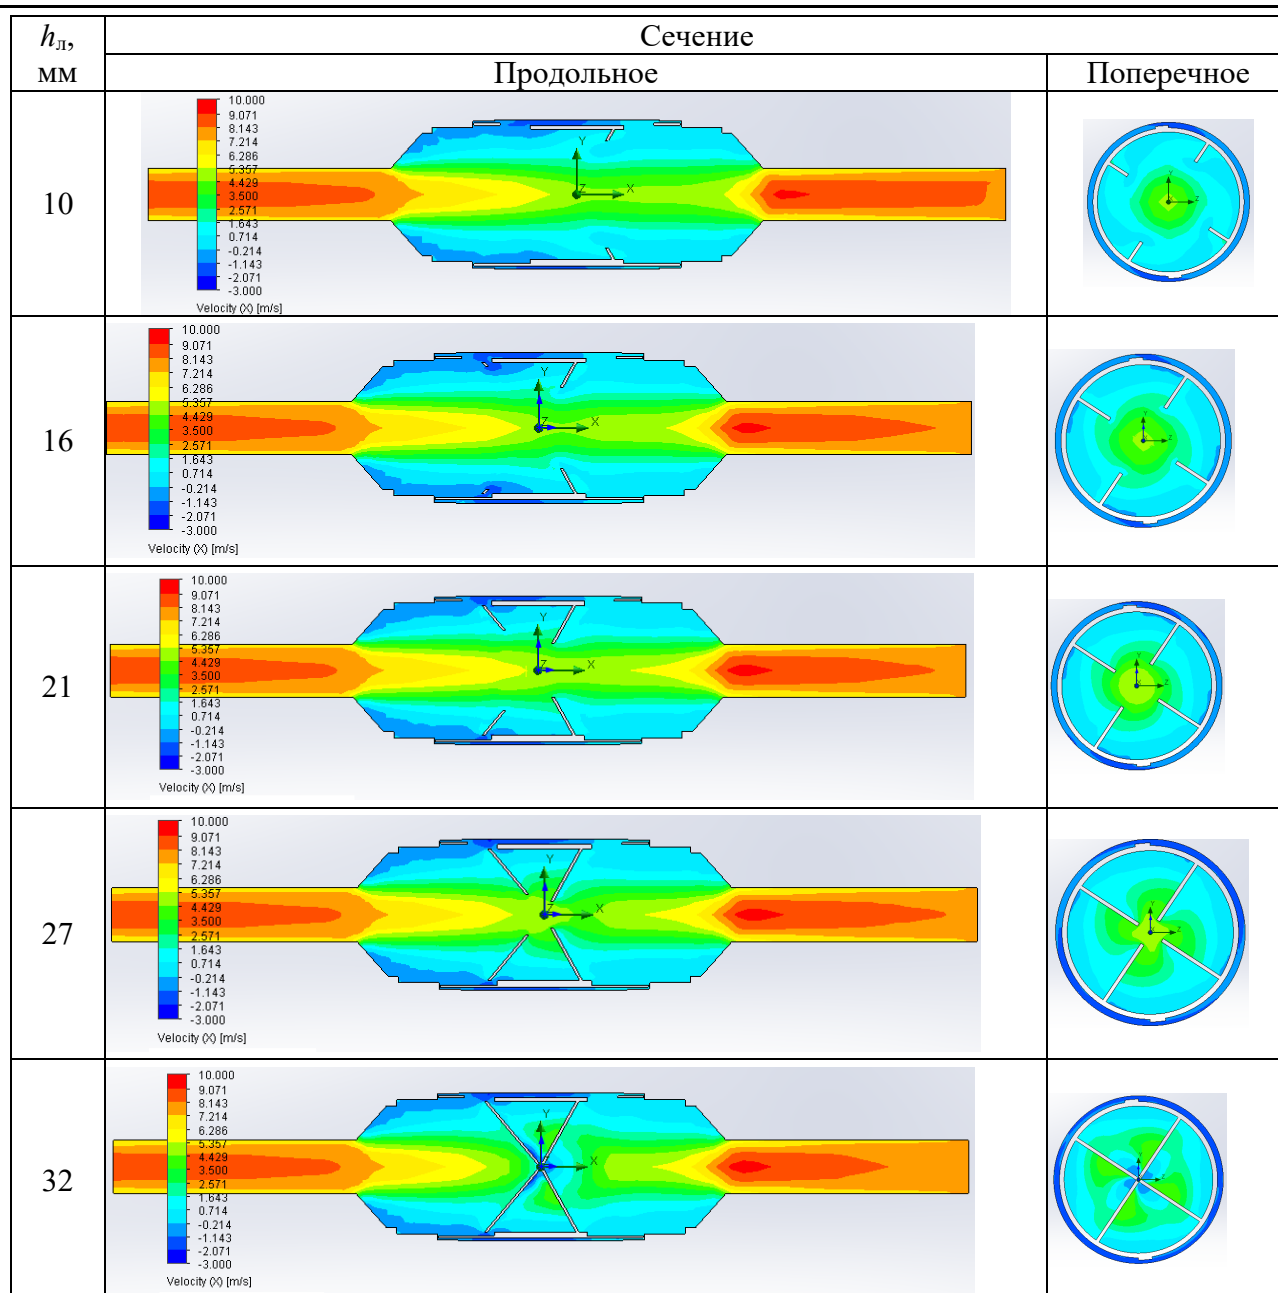 hл, мм
Сечение
Продольное
Поперечное
10
10.000
9.071
8.143
7.214
6.286
5.357
4.429
3.500
2.571
1.643
0.714
-0.214
-1.143
-2.071
-3.000
Velocity (X) [m/s]
Y
Z
X
Y
Z
16
10.000
9.071
8.143
7.214
6.286
5.357
4.429
3.500
2.571
1.643
0.714
-0.214
-1.143
-2.071
-3.000
Velocity (X) [m/s]
Y
Z
X
Y
Z
21
10.000
9.071
8.143
7.214
6.286
5.357
4.429
3.500
2.571
1.643
0.714
-0.214
-1.143
-2.071
-3.000
Velocity (X) [m/s]
Y
Z
X
Y
Z
27
10.000
9.071
8.143
7.214
6.286
5.357
4.429
3.500
2.571
1.643
0.714
-0.214
-1.143
-2.071
-3.000
Velocity (X) [m/s]
Y
Z
X
Y
Z
32
10.000
9.071
8.143
7.214
6.286
5.357
4.429
3.500
2.571
1.643
0.714
-0.214
-1.143
-2.071
-3.000
Velocity (X) [m/s]
Y
Z
X
Y
Z